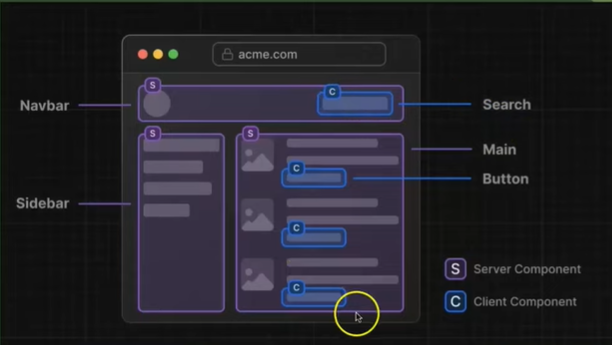 acme.com
S
C
Navbar
Search
S
S
Main
C
Button
Sidebar
C
S Server Component
C
C Client Component